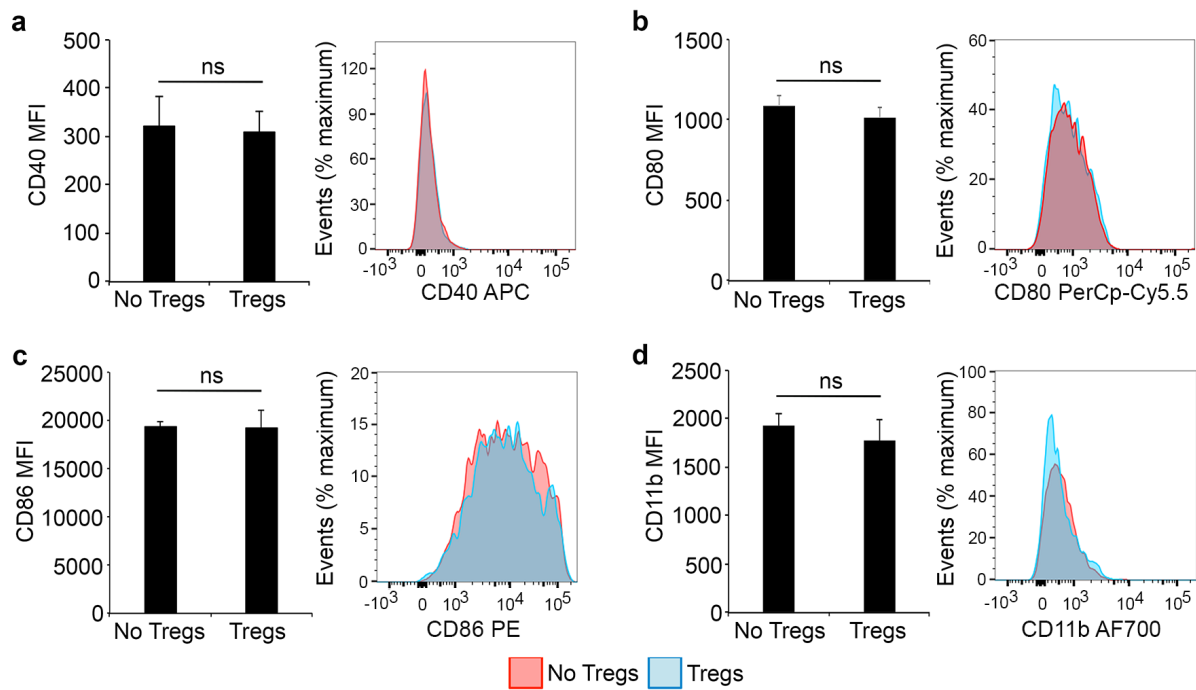 a
500
400
300
200
100
0
CD40 MFI
ns
No Tregs
Tregs
Events (% maximum)
120
90
60
30
0
-10³ 0 10³ 10⁴ 10⁵
CD40 APC
b
1500
1000
500
0
CD80 MFI
ns
No Tregs
Tregs
Events (% maximum)
60
40
20
0
-10³ 0 10³ 10⁴ 10⁵
CD80 PerCp-Cy5.5
c
25000
20000
15000
10000
5000
0
CD86 MFI
ns
No Tregs
Tregs
Events (% maximum)
20
15
10
5
0
-10³ 0 10³ 10⁴ 10⁵
CD86 PE
d
2500
2000
1500
1000
500
0
CD11b MFI
ns
No Tregs
Tregs
Events (% maximum)
100
80
60
40
20
0
-10³ 0 10³ 10⁴ 10⁵
CD11b AF700
No Tregs
Tregs